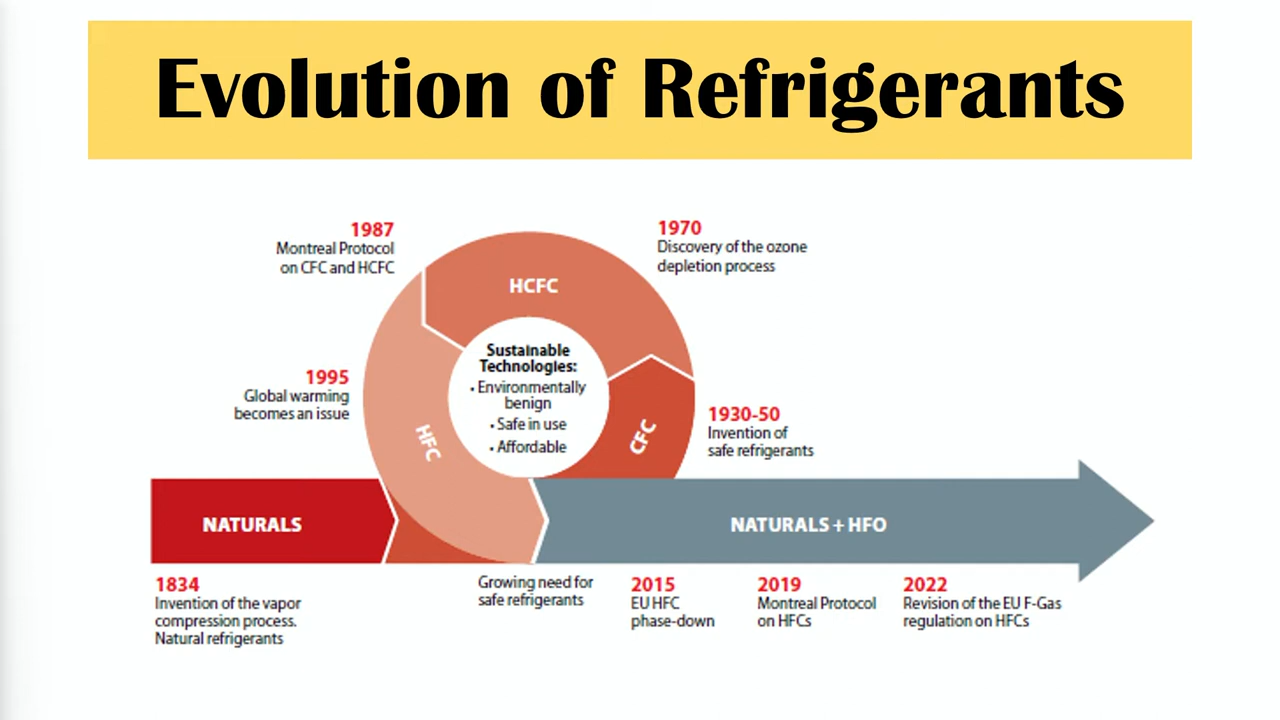 Evolution of Refrigerants
1987
Montreal Protocol
on CFC and HCFC
1970
Discovery of the ozone
depletion process
HCFC
Sustainable
Technologies:
• Environmentally
benign
• Safe in use
• Affordable
1995
Global warming
becomes an issue
HFC
CFC
1930-50
Invention of
safe refrigerants
NATURALS
NATURALS + HFO
1834
Invention of the vapor
compression process.
Natural refrigerants
Growing need for
safe refrigerants
2015
EU HFC
phase-down
2019
Montreal Protocol
on HFCs
2022
Revision of the EU F-Gas
regulation on HFCs